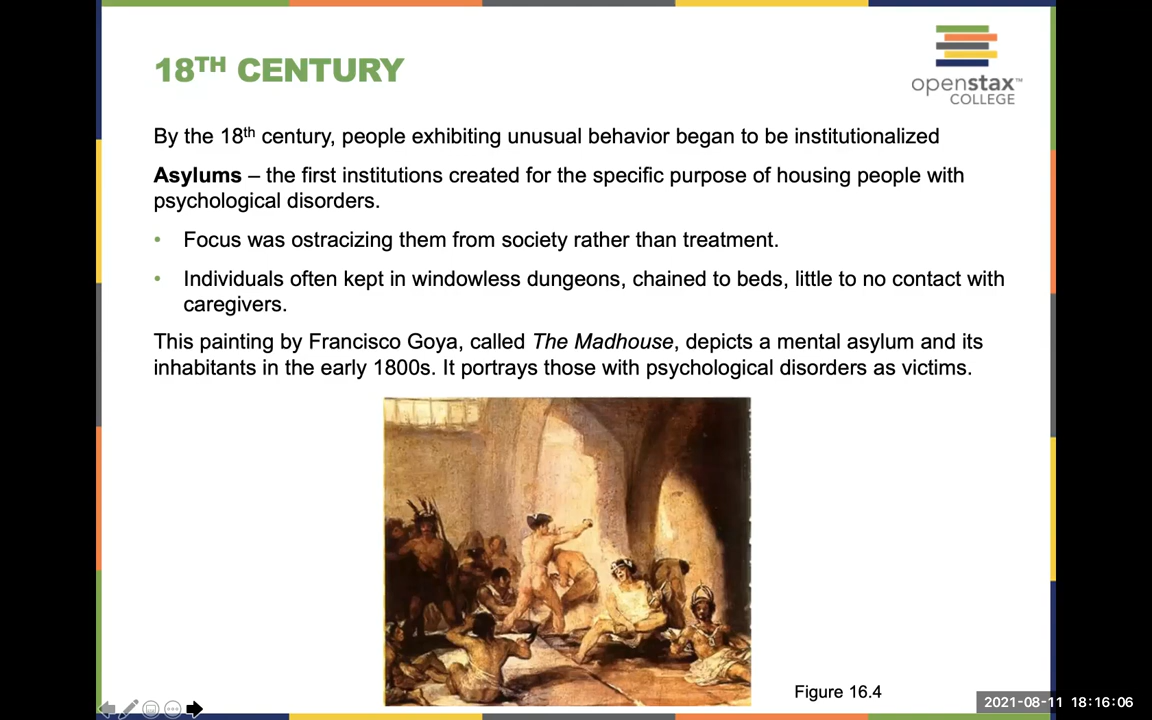 18TH CENTURY
openstax™
COLLEGE
By the 18th century, people exhibiting unusual behavior began to be institutionalized
Asylums – the first institutions created for the specific purpose of housing people with
psychological disorders.
• Focus was ostracizing them from society rather than treatment.
• Individuals often kept in windowless dungeons, chained to beds, little to no contact with
caregivers.
This painting by Francisco Goya, called The Madhouse, depicts a mental asylum and its
inhabitants in the early 1800s. It portrays those with psychological disorders as victims.
Figure 16.4
2021-08-11 18:16:06